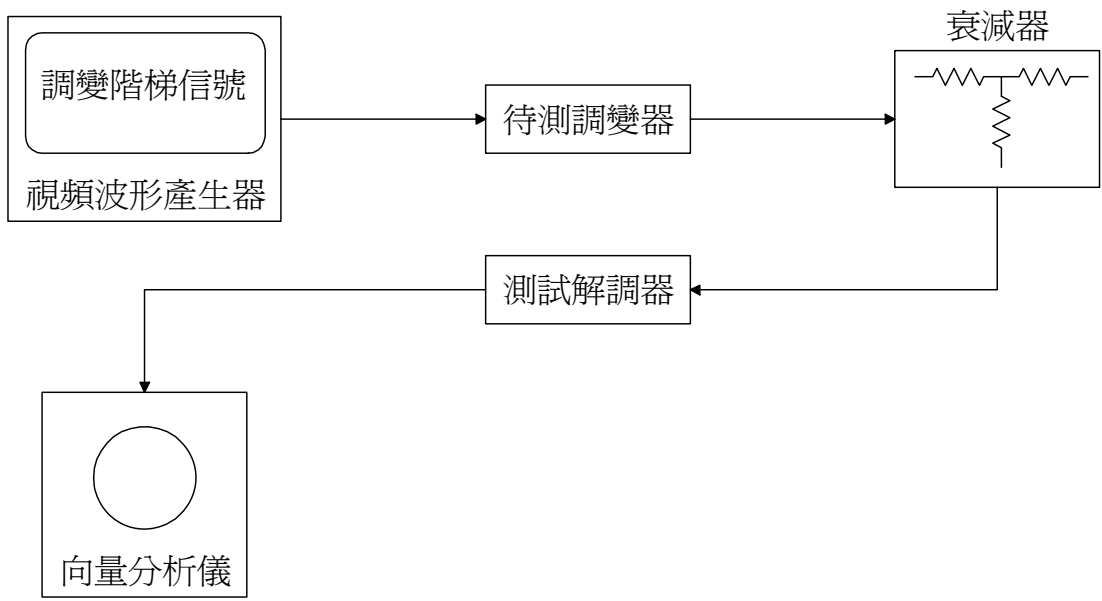 衰減器
調變階梯信號
待測調變器
視頻波形產生器
測試解調器
向量分析儀